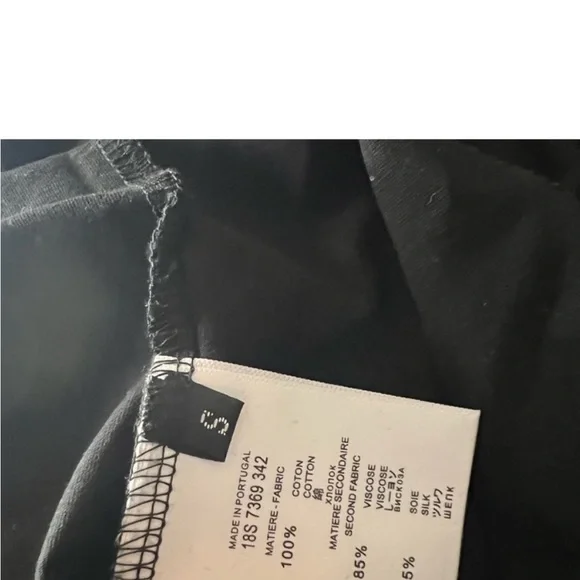 S
MADE IN PORTUGAL
18S 7369 342
MATIERE - FABRIC
100% COTON
COTTON
綿
ХЛОПОК
MATIERE SECONDAIRE
SECOND FABRIC
85% VISCOSE
VISCOSE
レーヨン
ВИСКОЗА
5% SOIE
SILK
シルク
ШЕЛК